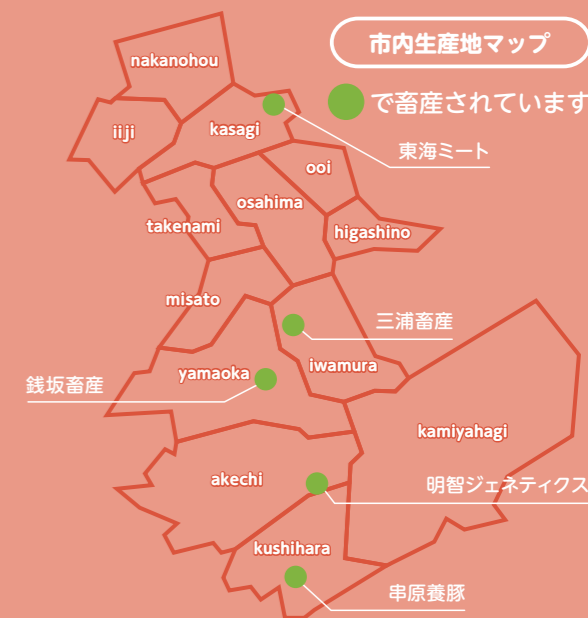 市内生産地マップ
nakanohou
で畜産されています
iiji
kasagi
東海ミート
ooi
osahima
takenami
higashino
misato
三浦畜産
yamaoka
iwamura
銭坂畜産
kamiyahagi
akechi
明智ジェネティクス
kushihara
串原養豚